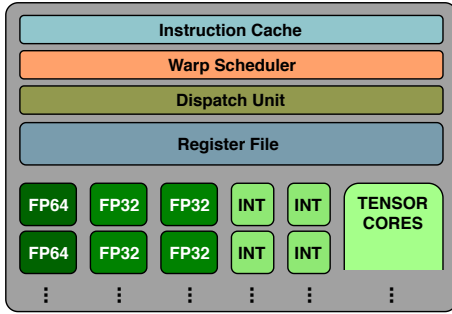 Instruction Cache
Warp Scheduler
Dispatch Unit
Register File
FP64 FP32 FP32 INT INT TENSOR
CORES
FP64 FP32 FP32 INT INT